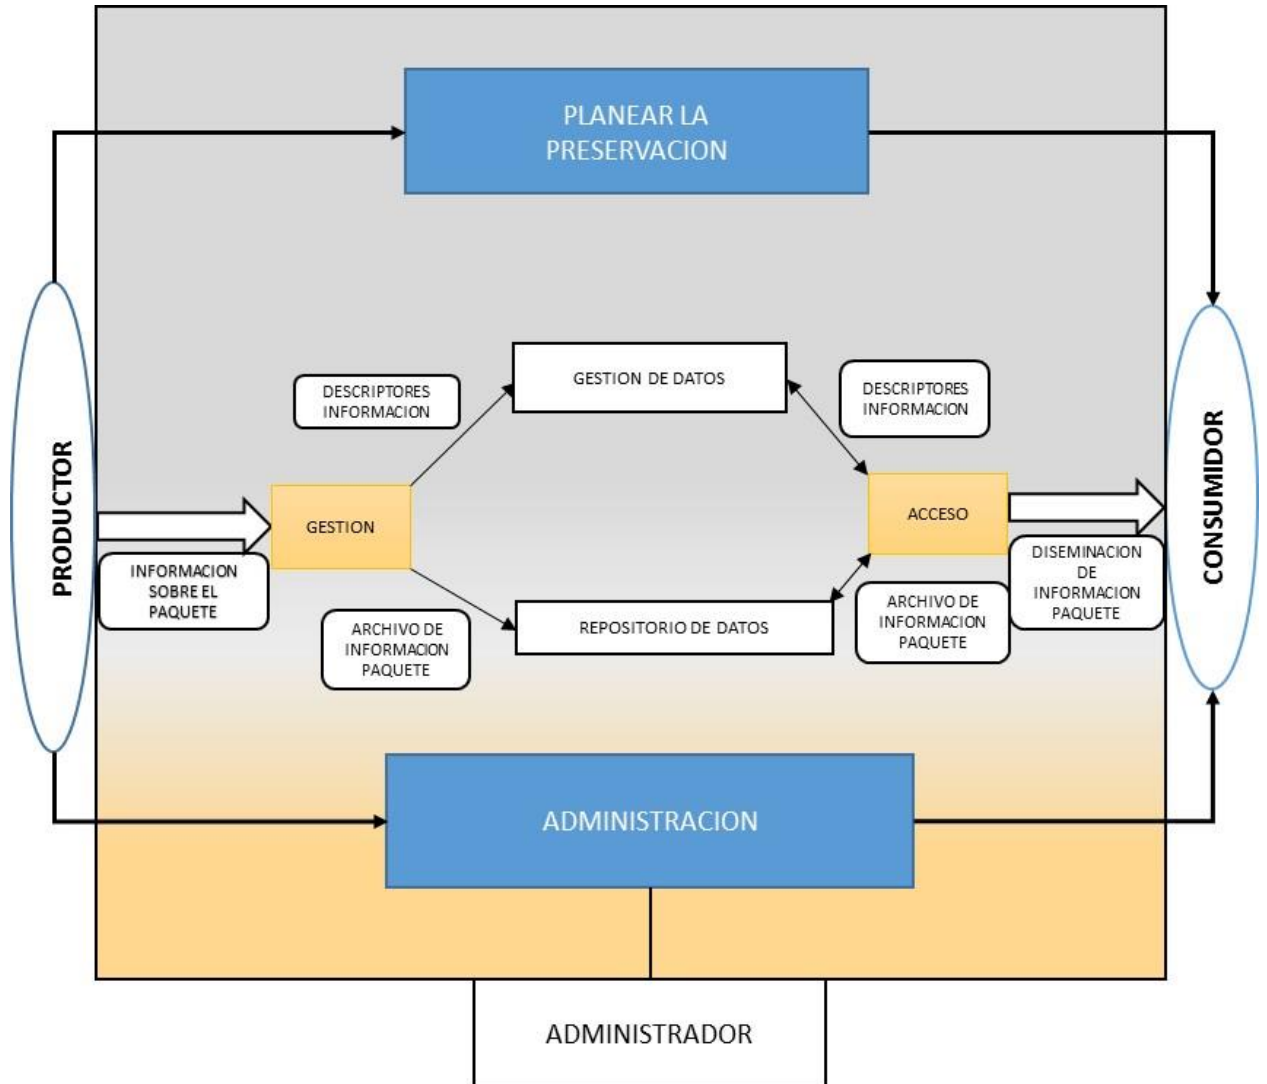 PLANEAR LA
PRESERVACION
GESTION DE DATOS
DESCRIPTORES
INFORMACION
DESCRIPTORES
INFORMACION
PRODUCTOR
CONSUMIDOR
GESTION
ACCESO
INFORMACION
SOBRE EL
PAQUETE
DISEMINACION
DE
INFORMACION
PAQUETE
ARCHIVO DE
INFORMACION
PAQUETE
REPOSITORIO DE DATOS
ARCHIVO DE
INFORMACION
PAQUETE
ADMINISTRACION
ADMINISTRADOR